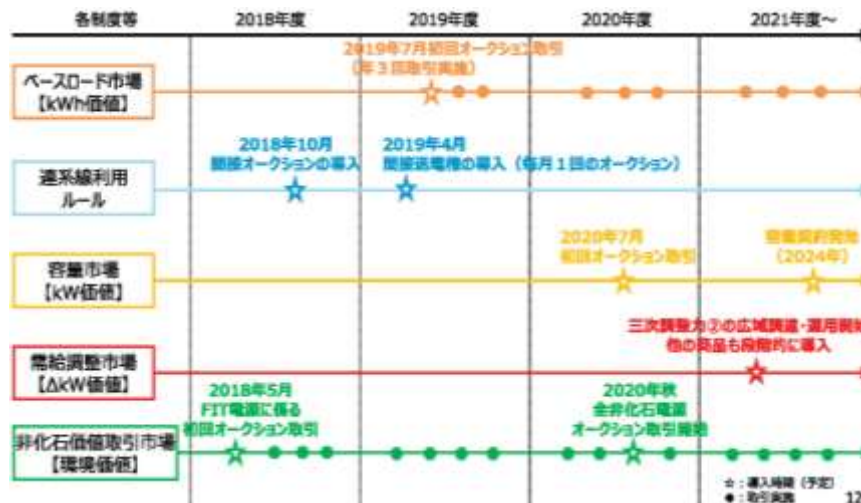 各制度等
2018年度
2019年度
2020年度
2021年度～
2019年7月初回オークション取引
（年３回取引実施）
ベースロード市場
【kWh価値】
2018年10月
間接オークションの導入
2019年4月
間接送電権の導入（毎月１回のオークション）
連系線利用
ルール
2020年7月
初回オークション取引
容量契約開始
（2024年）
容量市場
【kW価値】
三次調整力②の広域調達・運用開始
他の商品も段階的に導入
需給調整市場
【ΔkW価値】
2018年5月
FIT電源に係る
初回オークション取引
2020年秋
全非化石電源
オークション取引開始
非化石価値取引市場
【環境価値】
☆：導入時期（予定）
●：取引実施
12